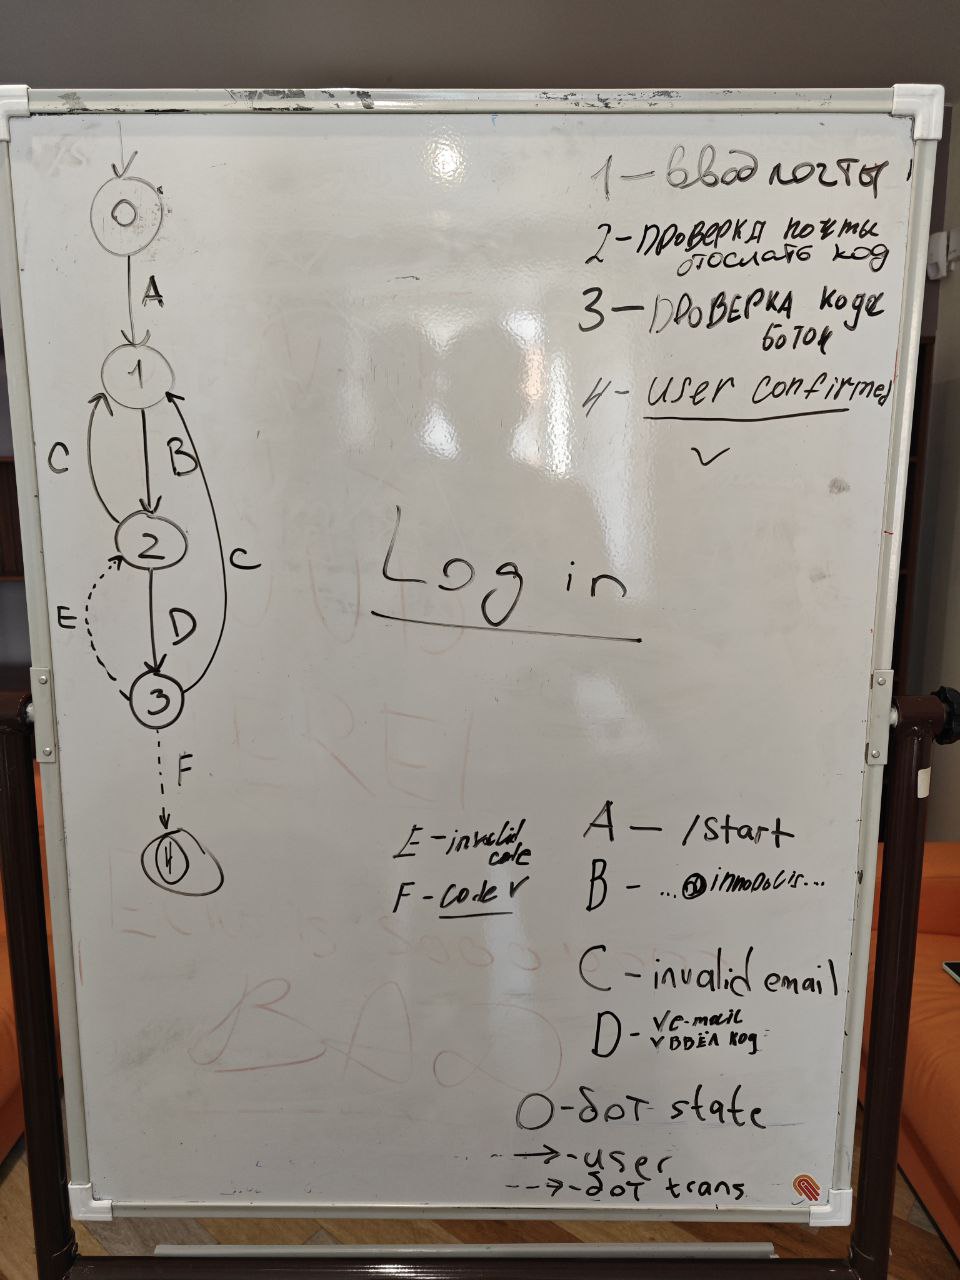 0
A
1
C
B
2
C
E
D
3
F
4
1 – Ввод почты
2 – ПРОВЕРКА почты
отослать код
3 – ПРОВЕРКА кода
ботом
4 – user confirmed
✓
Log in
E – invalid
code
F – code ✓
A – /start
B – ...@innopolis...
C – invalid email
D – ✓ e-mail
✓ ВВЁЛ код
O – бот state
→ – user
--→ – бот trans